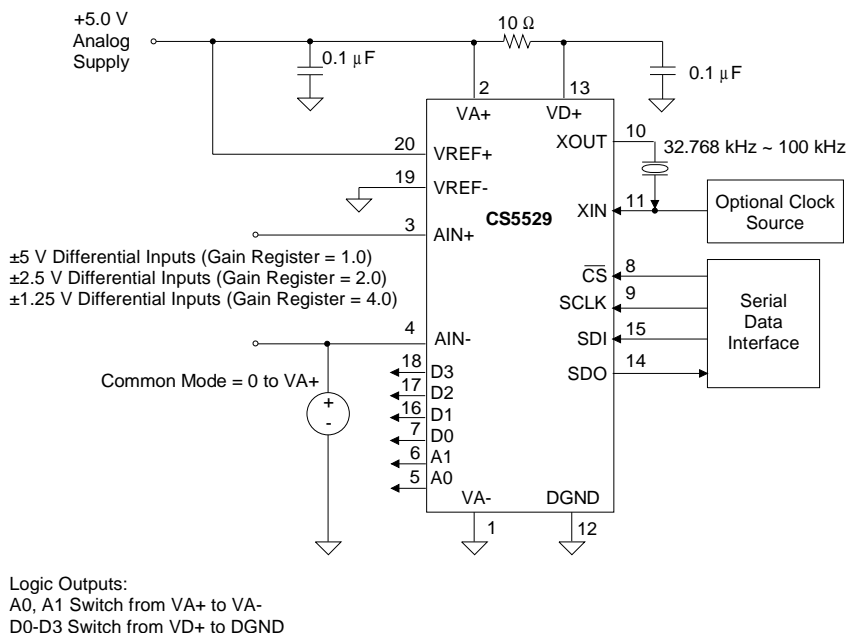 +5.0 V
Analog
Supply
10 Ω
0.1 µF
0.1 µF
2
13
VA+
VD+
XOUT
10
32.768 kHz ~ 100 kHz
20
VREF+
19
VREF-
CS5529
XIN
11
Optional Clock
Source
3
AIN+
±5 V Differential Inputs (Gain Register = 1.0)
±2.5 V Differential Inputs (Gain Register = 2.0)
±1.25 V Differential Inputs (Gain Register = 4.0)
CS
8
SCLK
9
SDI
15
SDO
14
Serial
Data
Interface
4
AIN-
Common Mode = 0 to VA+
+
-
18
D3
17
D2
16
D1
7
D0
6
A1
5
A0
VA-
DGND
1
12
Logic Outputs:
A0, A1 Switch from VA+ to VA-
D0-D3 Switch from VD+ to DGND